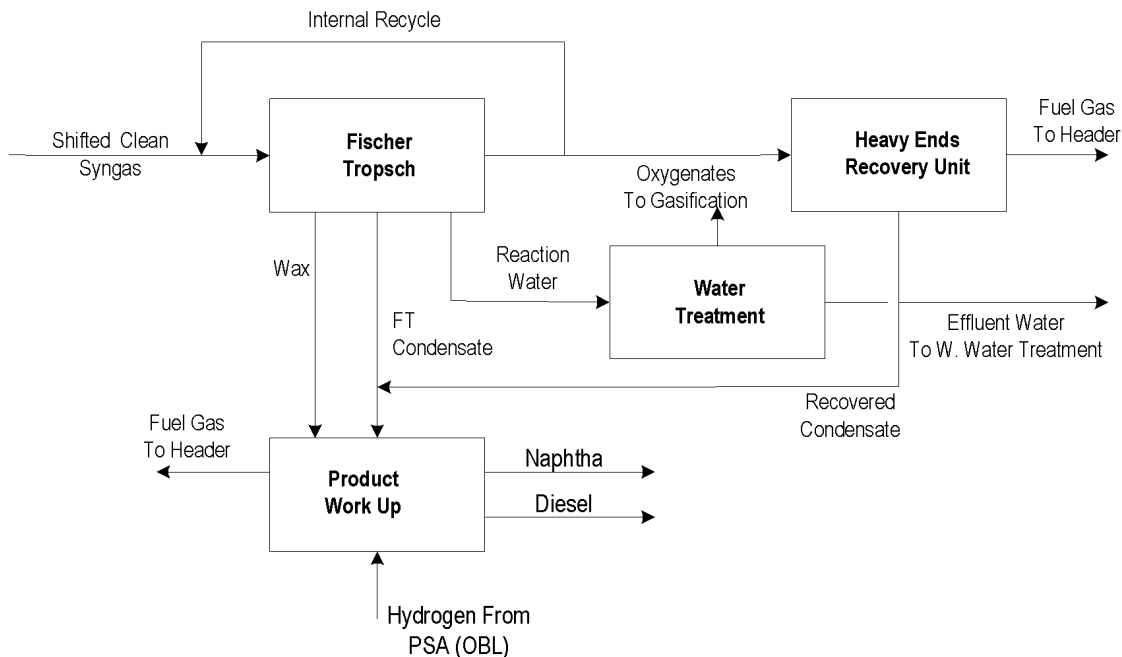 Internal Recycle
Shifted Clean
Syngas
Fischer
Tropsch
Heavy Ends
Recovery Unit
Fuel Gas
To Header
Oxygenates
To Gasification
Wax
Reaction
Water
Water
Treatment
FT
Condensate
Effluent Water
To W. Water Treatment
Recovered
Condensate
Fuel Gas
To Header
Product
Work Up
Naphtha
Diesel
Hydrogen From
PSA (OBL)